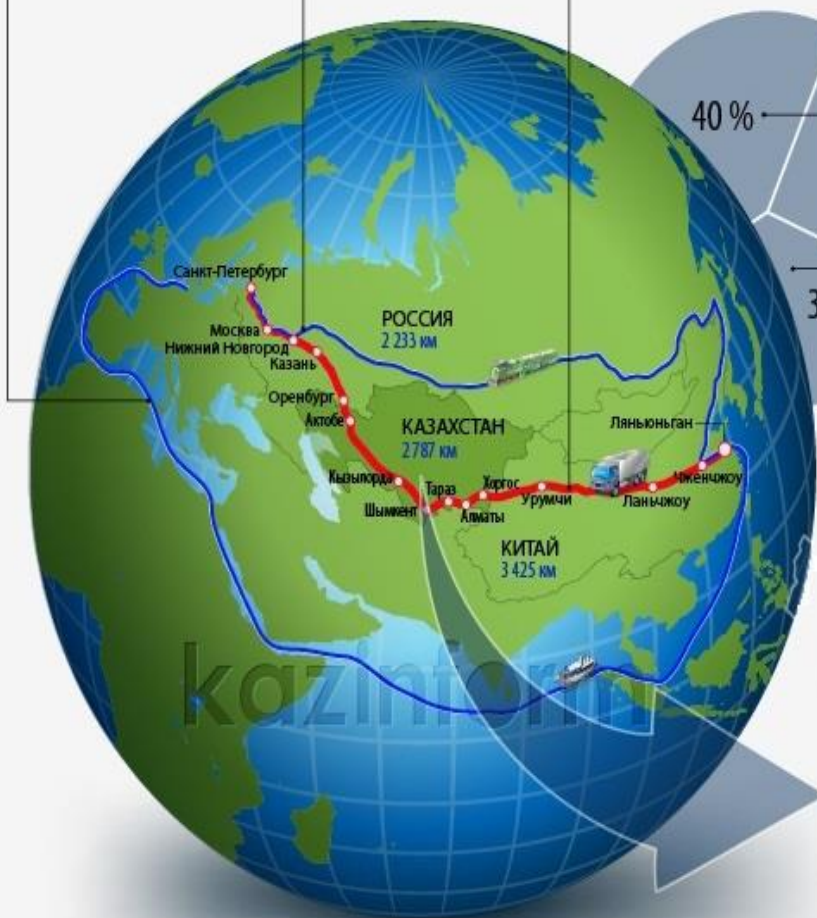 40 %
3
Санкт-Петербург
Москва
Нижний Новгород
Казань
РОССИЯ
2 233 км
Оренбург
Актобе
КАЗАХСТАН
2 787 км
Ляньюньган
Чженчжоу
Кызылорда
Тараз
Хоргос
Урумчи
Ланьчжоу
Шымкент
Алматы
КИТАЙ
3 425 км
kazinform